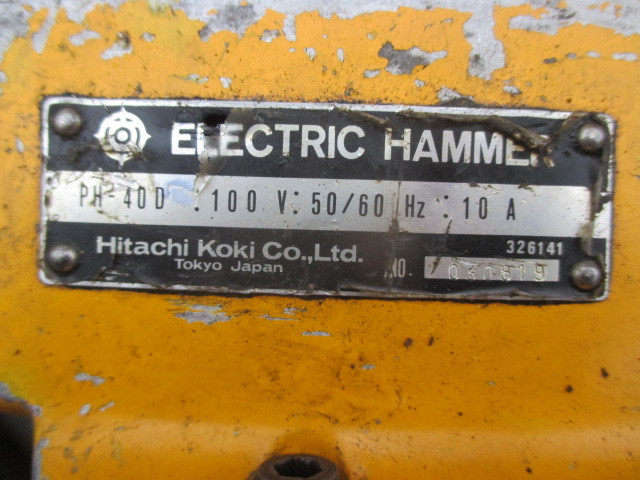 ELECTRIC HAMMER
PH-40D : 100 V: 50/60 Hz : 10 A
Hitachi Koki Co.,Ltd. 326141
Tokyo Japan NO.